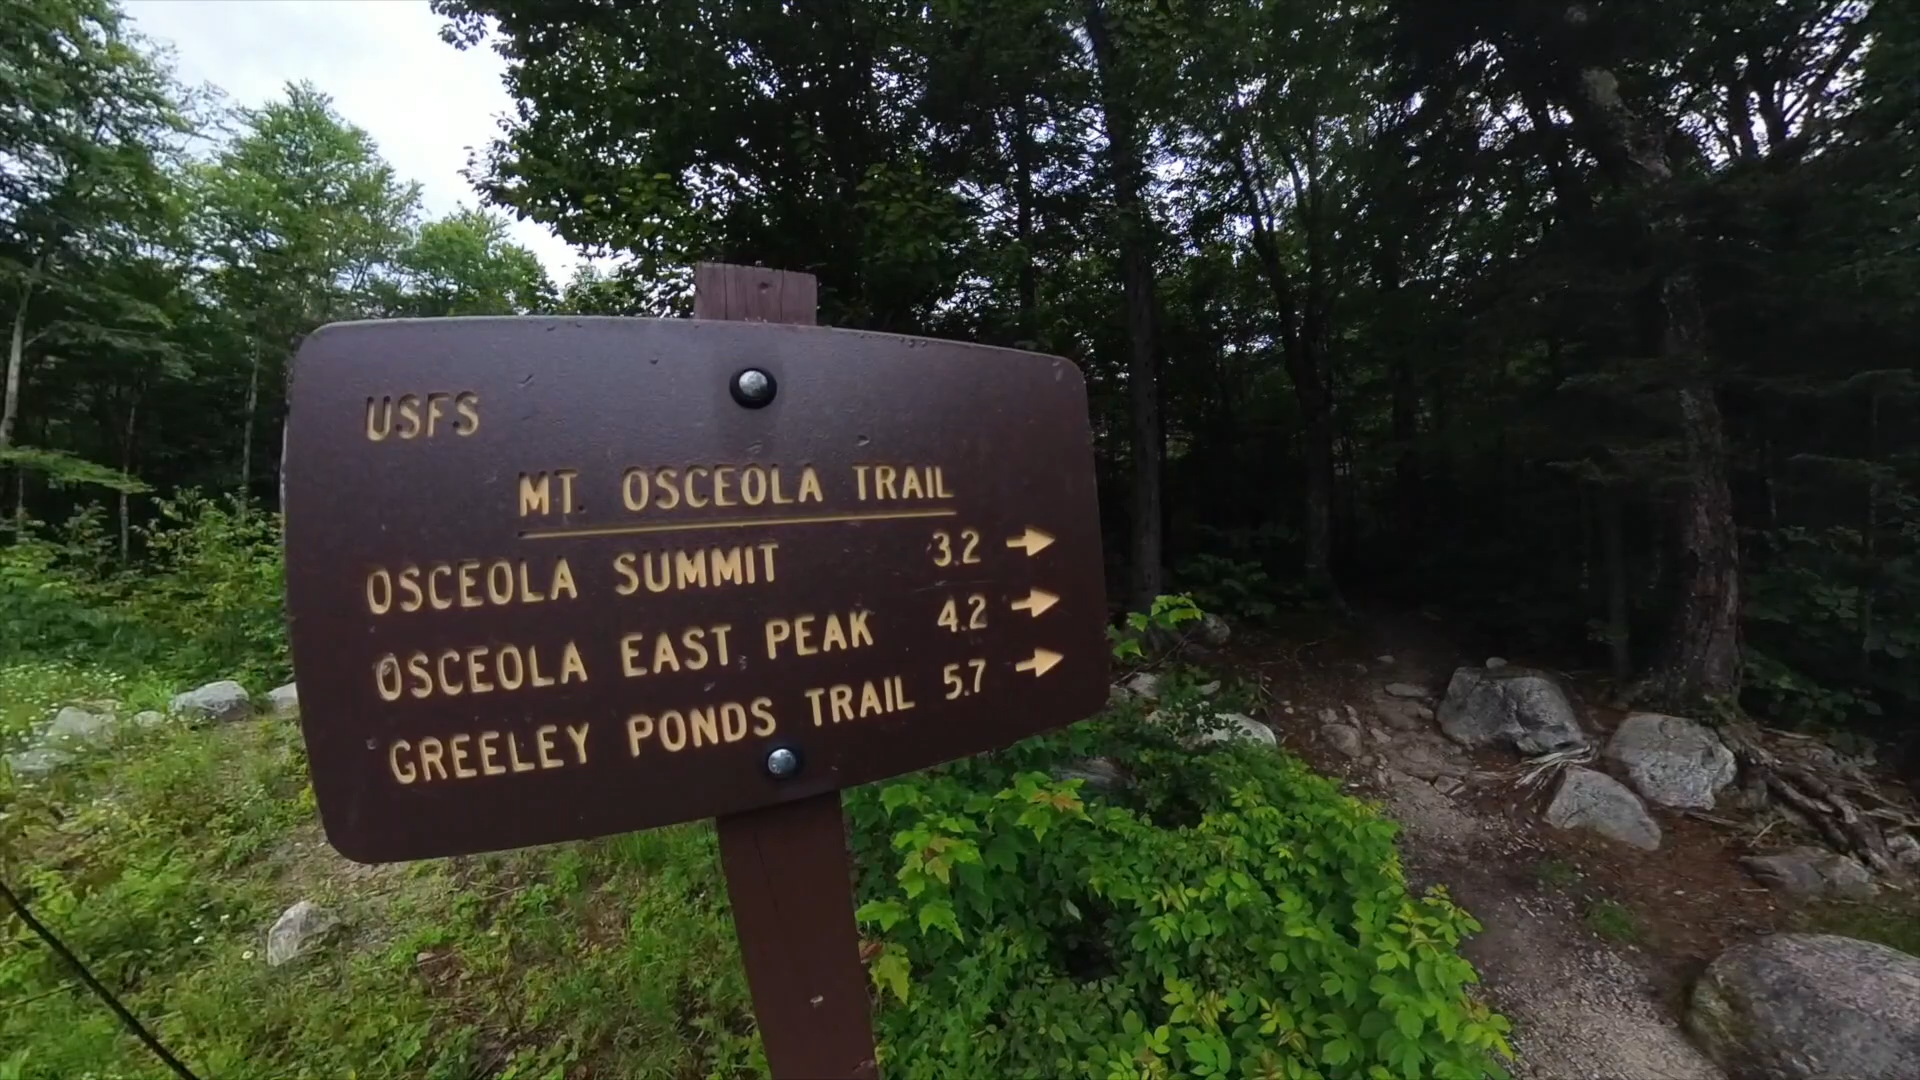 USFS
MT. OSCEOLA TRAIL
OSCEOLA SUMMIT 3.2 →
OSCEOLA EAST PEAK 4.2 →
GREELEY PONDS TRAIL 5.7 →